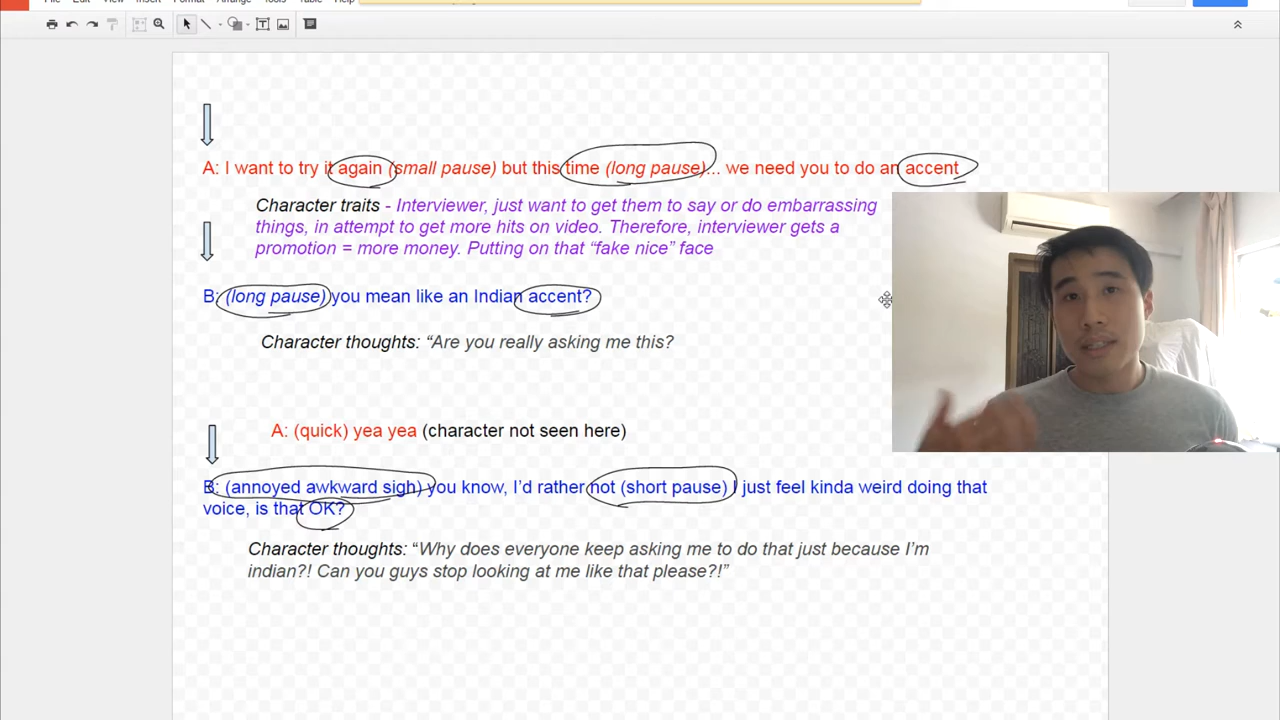 A: I want to try it again (small pause) but this time (long pause)... we need you to do an accent
Character traits - Interviewer, just want to get them to say or do embarrassing
things, in attempt to get more hits on video. Therefore, interviewer gets a
promotion = more money. Putting on that “fake nice” face
B: (long pause) you mean like an Indian accent?
Character thoughts: “Are you really asking me this?
A: (quick) yea yea (character not seen here)
B: (annoyed awkward sigh) you know, I’d rather not (short pause) I just feel kinda weird doing that
voice, is that OK?
Character thoughts: “Why does everyone keep asking me to do that just because I’m
indian?! Can you guys stop looking at me like that please?!”